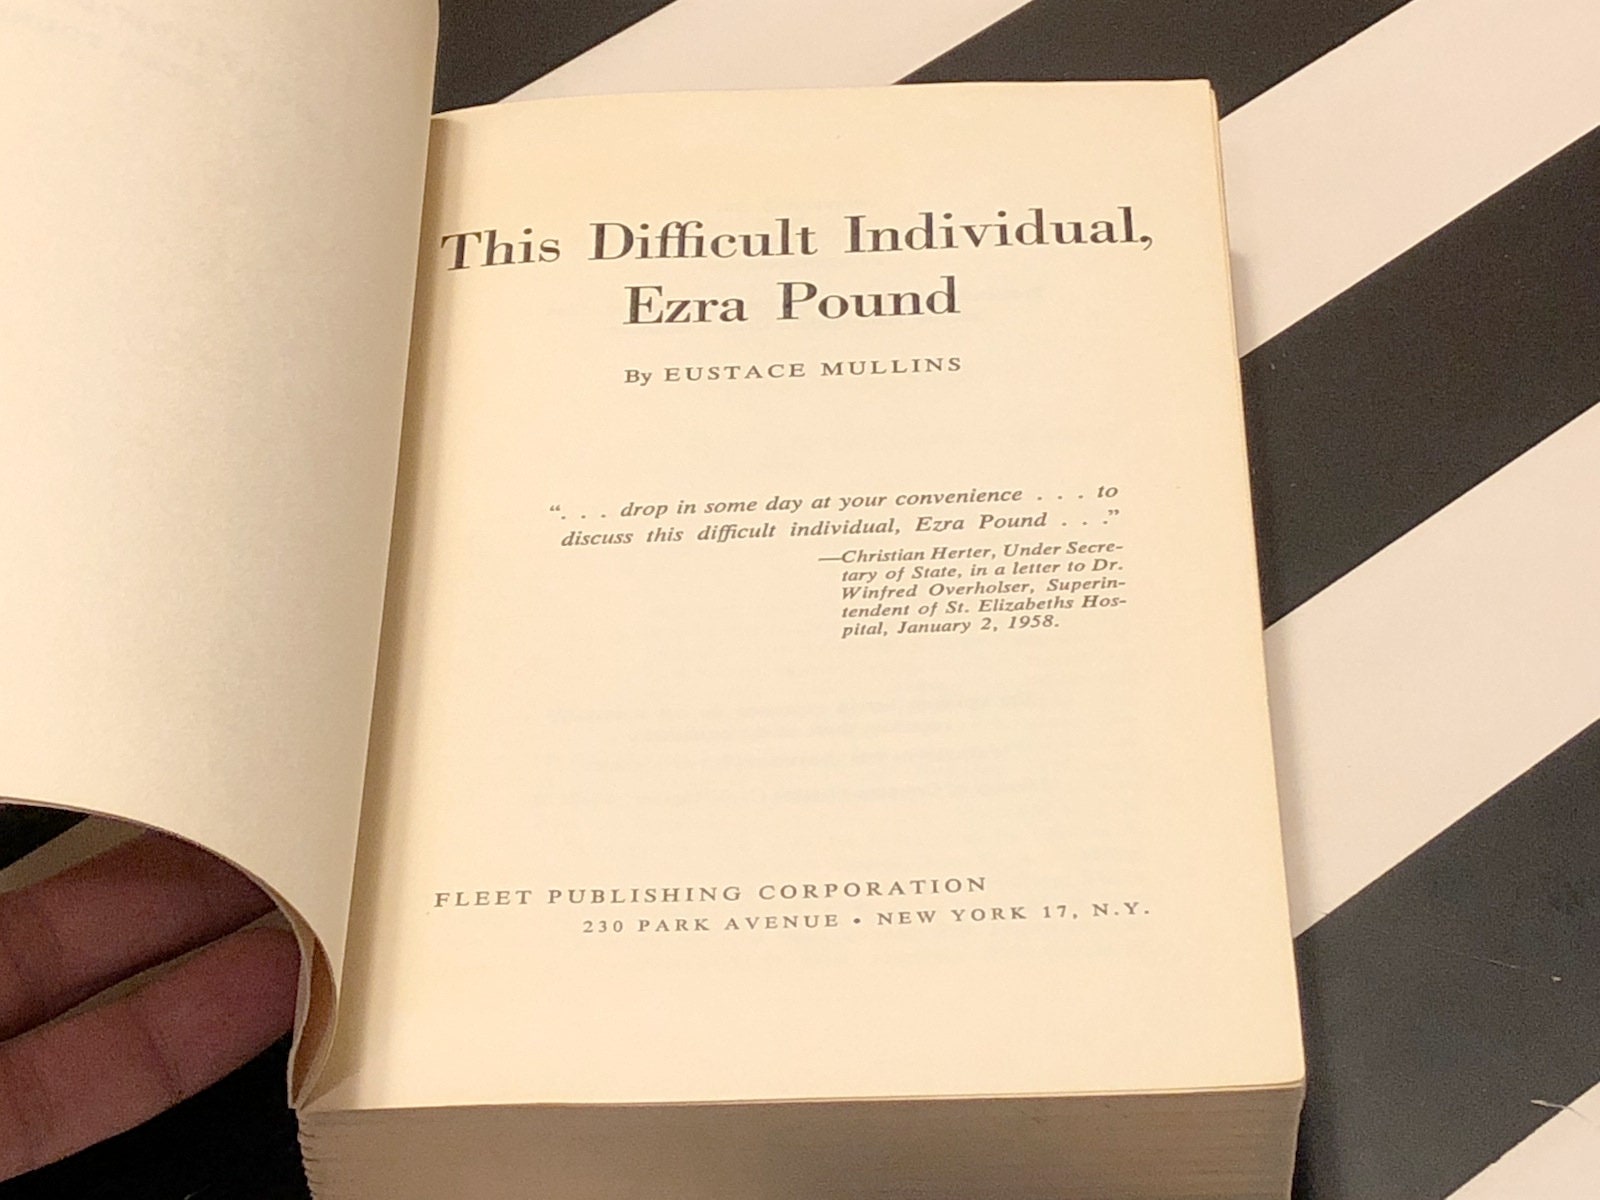 This Difficult Individual,
Ezra Pound
By EUSTACE MULLINS
“. . . drop in some day at your convenience . . . to
discuss this difficult individual, Ezra Pound . . .”
—Christian Herter, Under Secre-
tary of State, in a letter to Dr.
Winfred Overholser, Superin-
tendent of St. Elizabeths Hos-
pital, January 2, 1958.
FLEET PUBLISHING CORPORATION
230 PARK AVENUE • NEW YORK 17, N.Y.